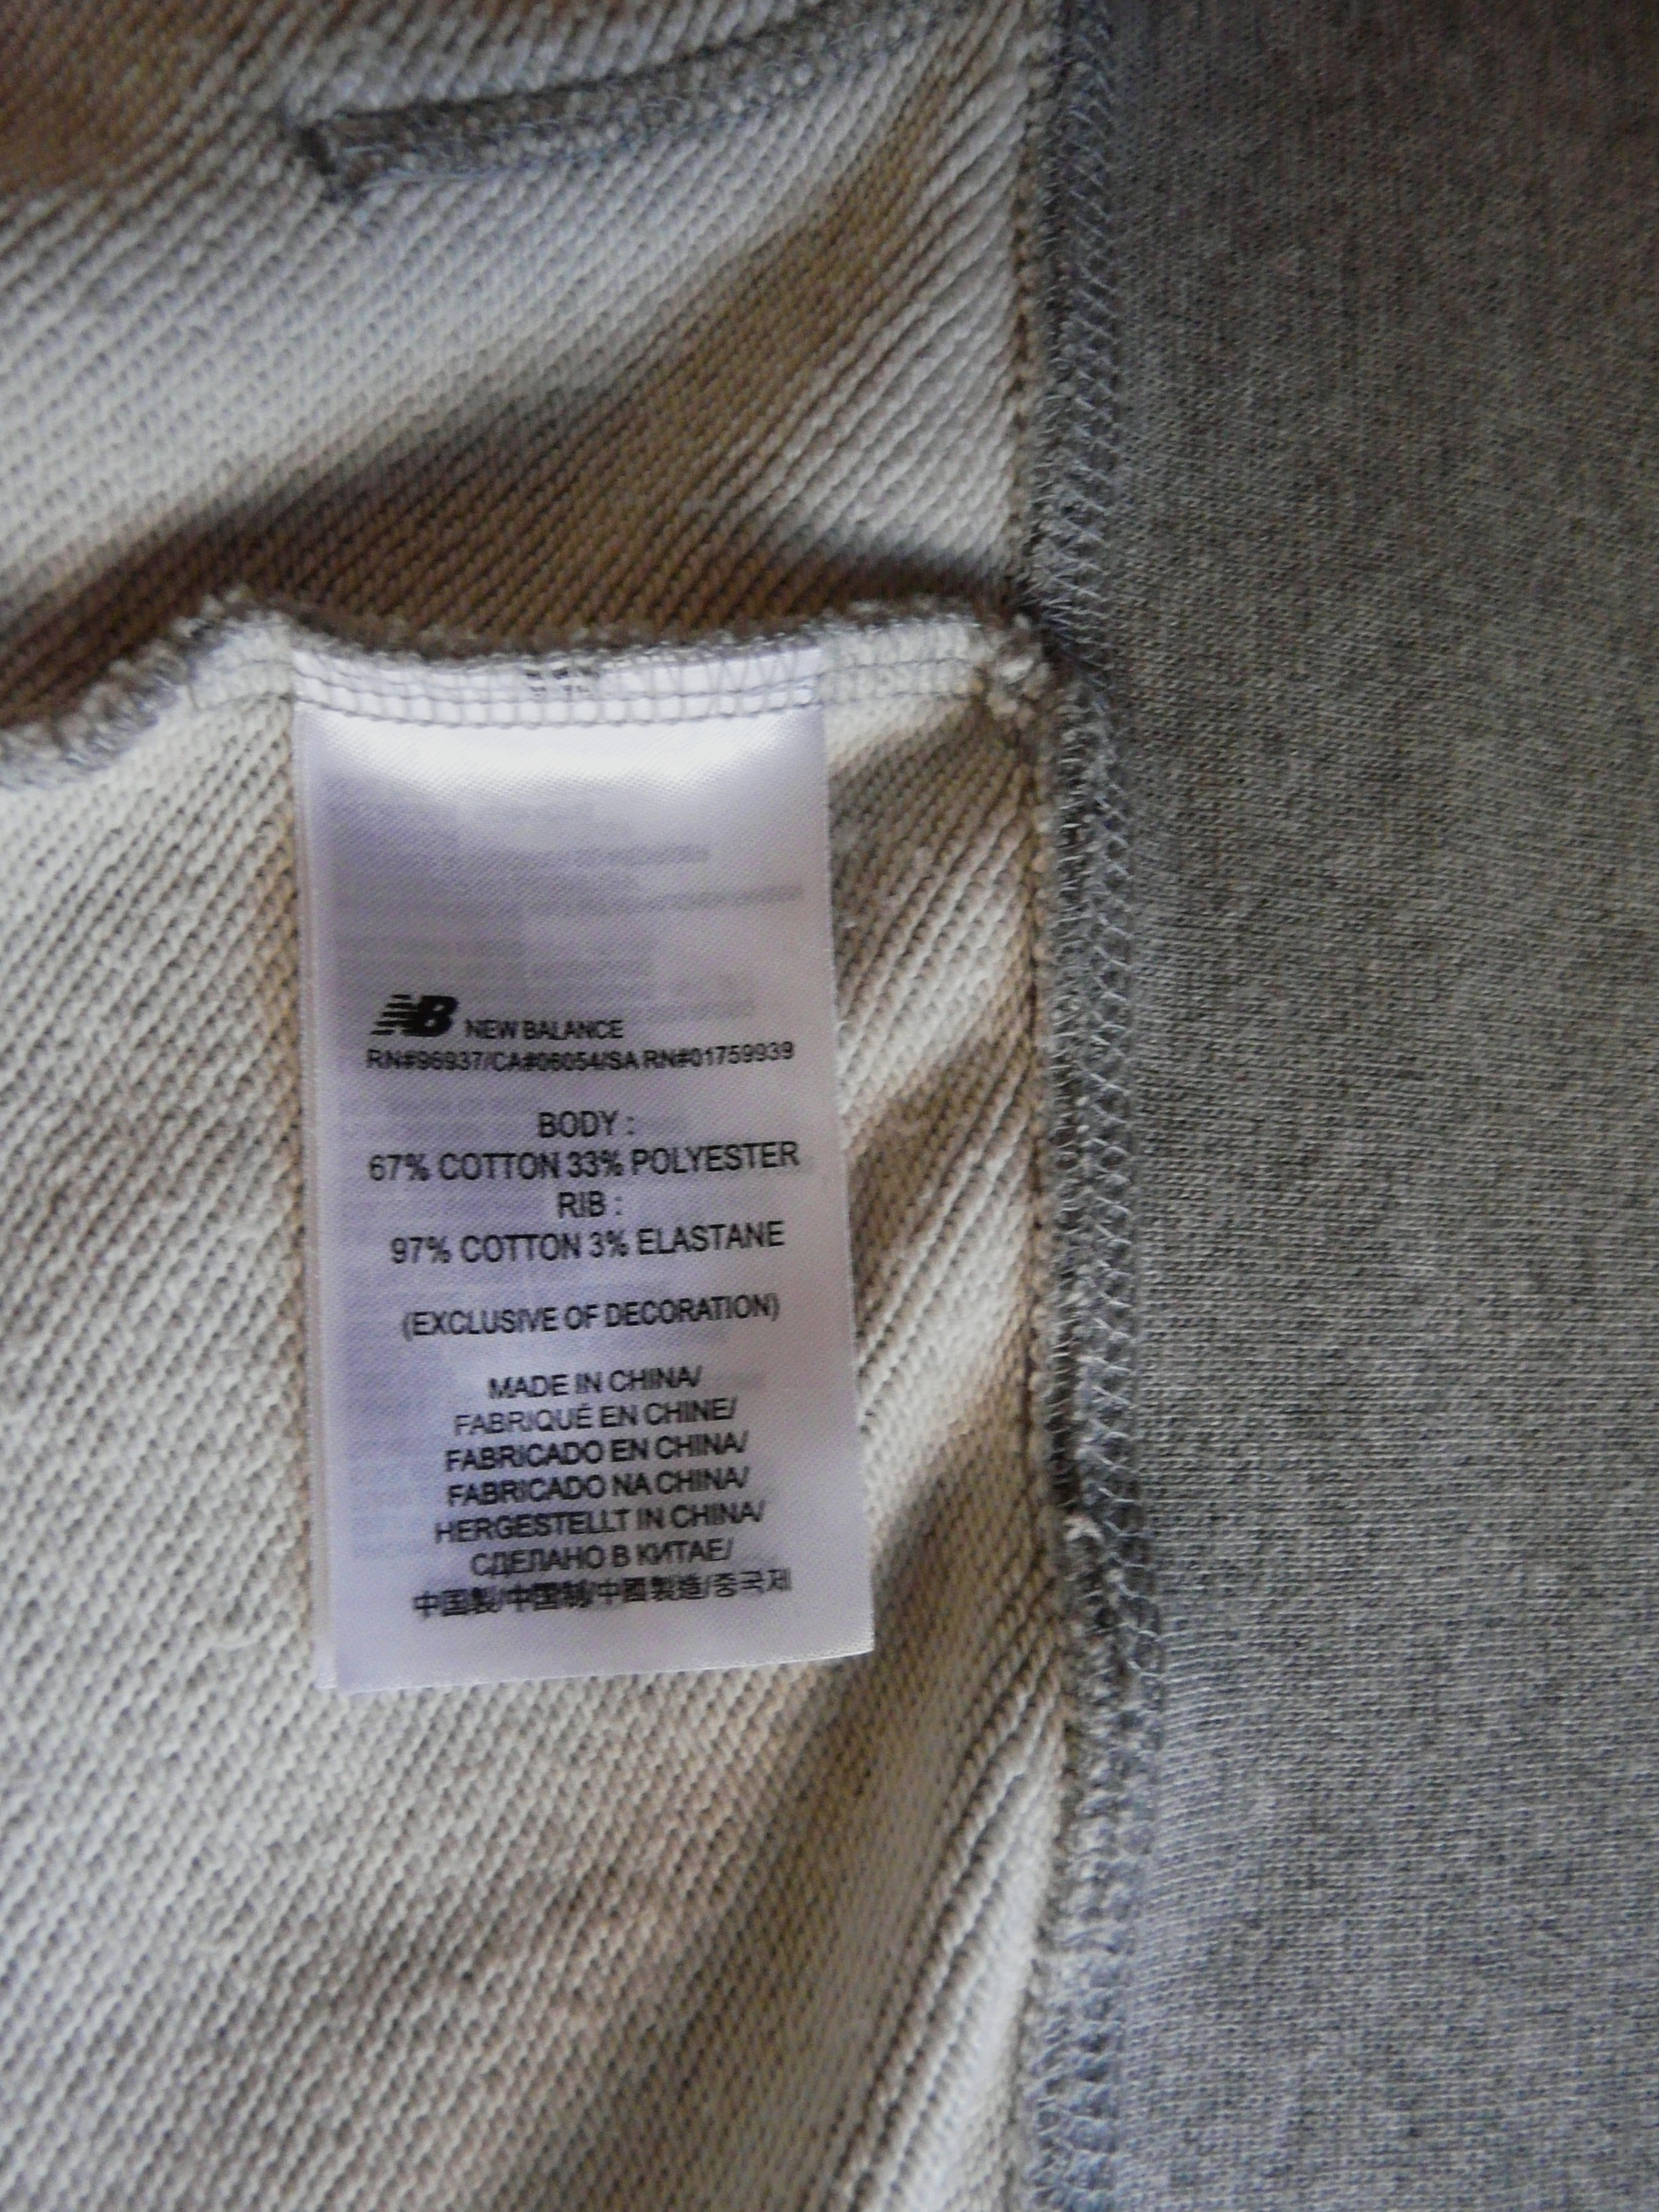 NB NEW BALANCE
RN#96937/CA#06054/SA RN#01759939
BODY :
67% COTTON 33% POLYESTER
RIB :
97% COTTON 3% ELASTANE
(EXCLUSIVE OF DECORATION)
MADE IN CHINA/
FABRIQUÉ EN CHINE/
FABRICADO EN CHINA/
FABRICADO NA CHINA/
HERGESTELLT IN CHINA/
СДЕЛАНО В КИТАЕ/
中国製/中国制/中國製造/중국제